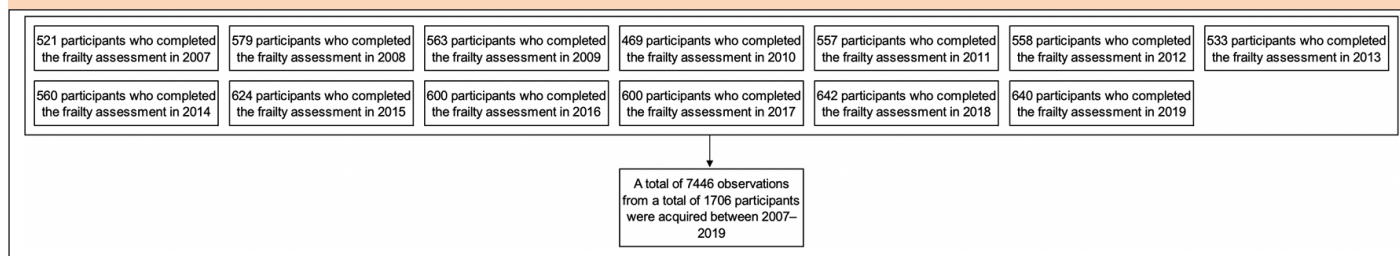 521 participants who completed
the frailty assessment in 2007
579 participants who completed
the frailty assessment in 2008
563 participants who completed
the frailty assessment in 2009
469 participants who completed
the frailty assessment in 2010
557 participants who completed
the frailty assessment in 2011
558 participants who completed
the frailty assessment in 2012
533 participants who completed
the frailty assessment in 2013
560 participants who completed
the frailty assessment in 2014
624 participants who completed
the frailty assessment in 2015
600 participants who completed
the frailty assessment in 2016
600 participants who completed
the frailty assessment in 2017
642 participants who completed
the frailty assessment in 2018
640 participants who completed
the frailty assessment in 2019
A total of 7446 observations
from a total of 1706 participants
were acquired between 2007–
2019